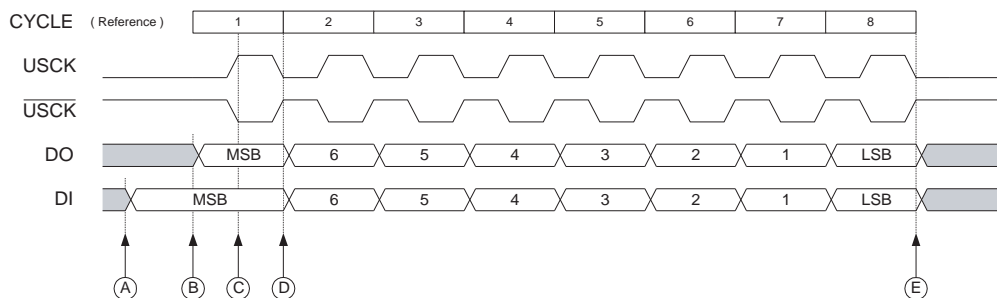 CYCLE ( Reference ) 1 2 3 4 5 6 7 8
USCK
USCK
DO MSB 6 5 4 3 2 1 LSB
DI MSB 6 5 4 3 2 1 LSB
A B C D E